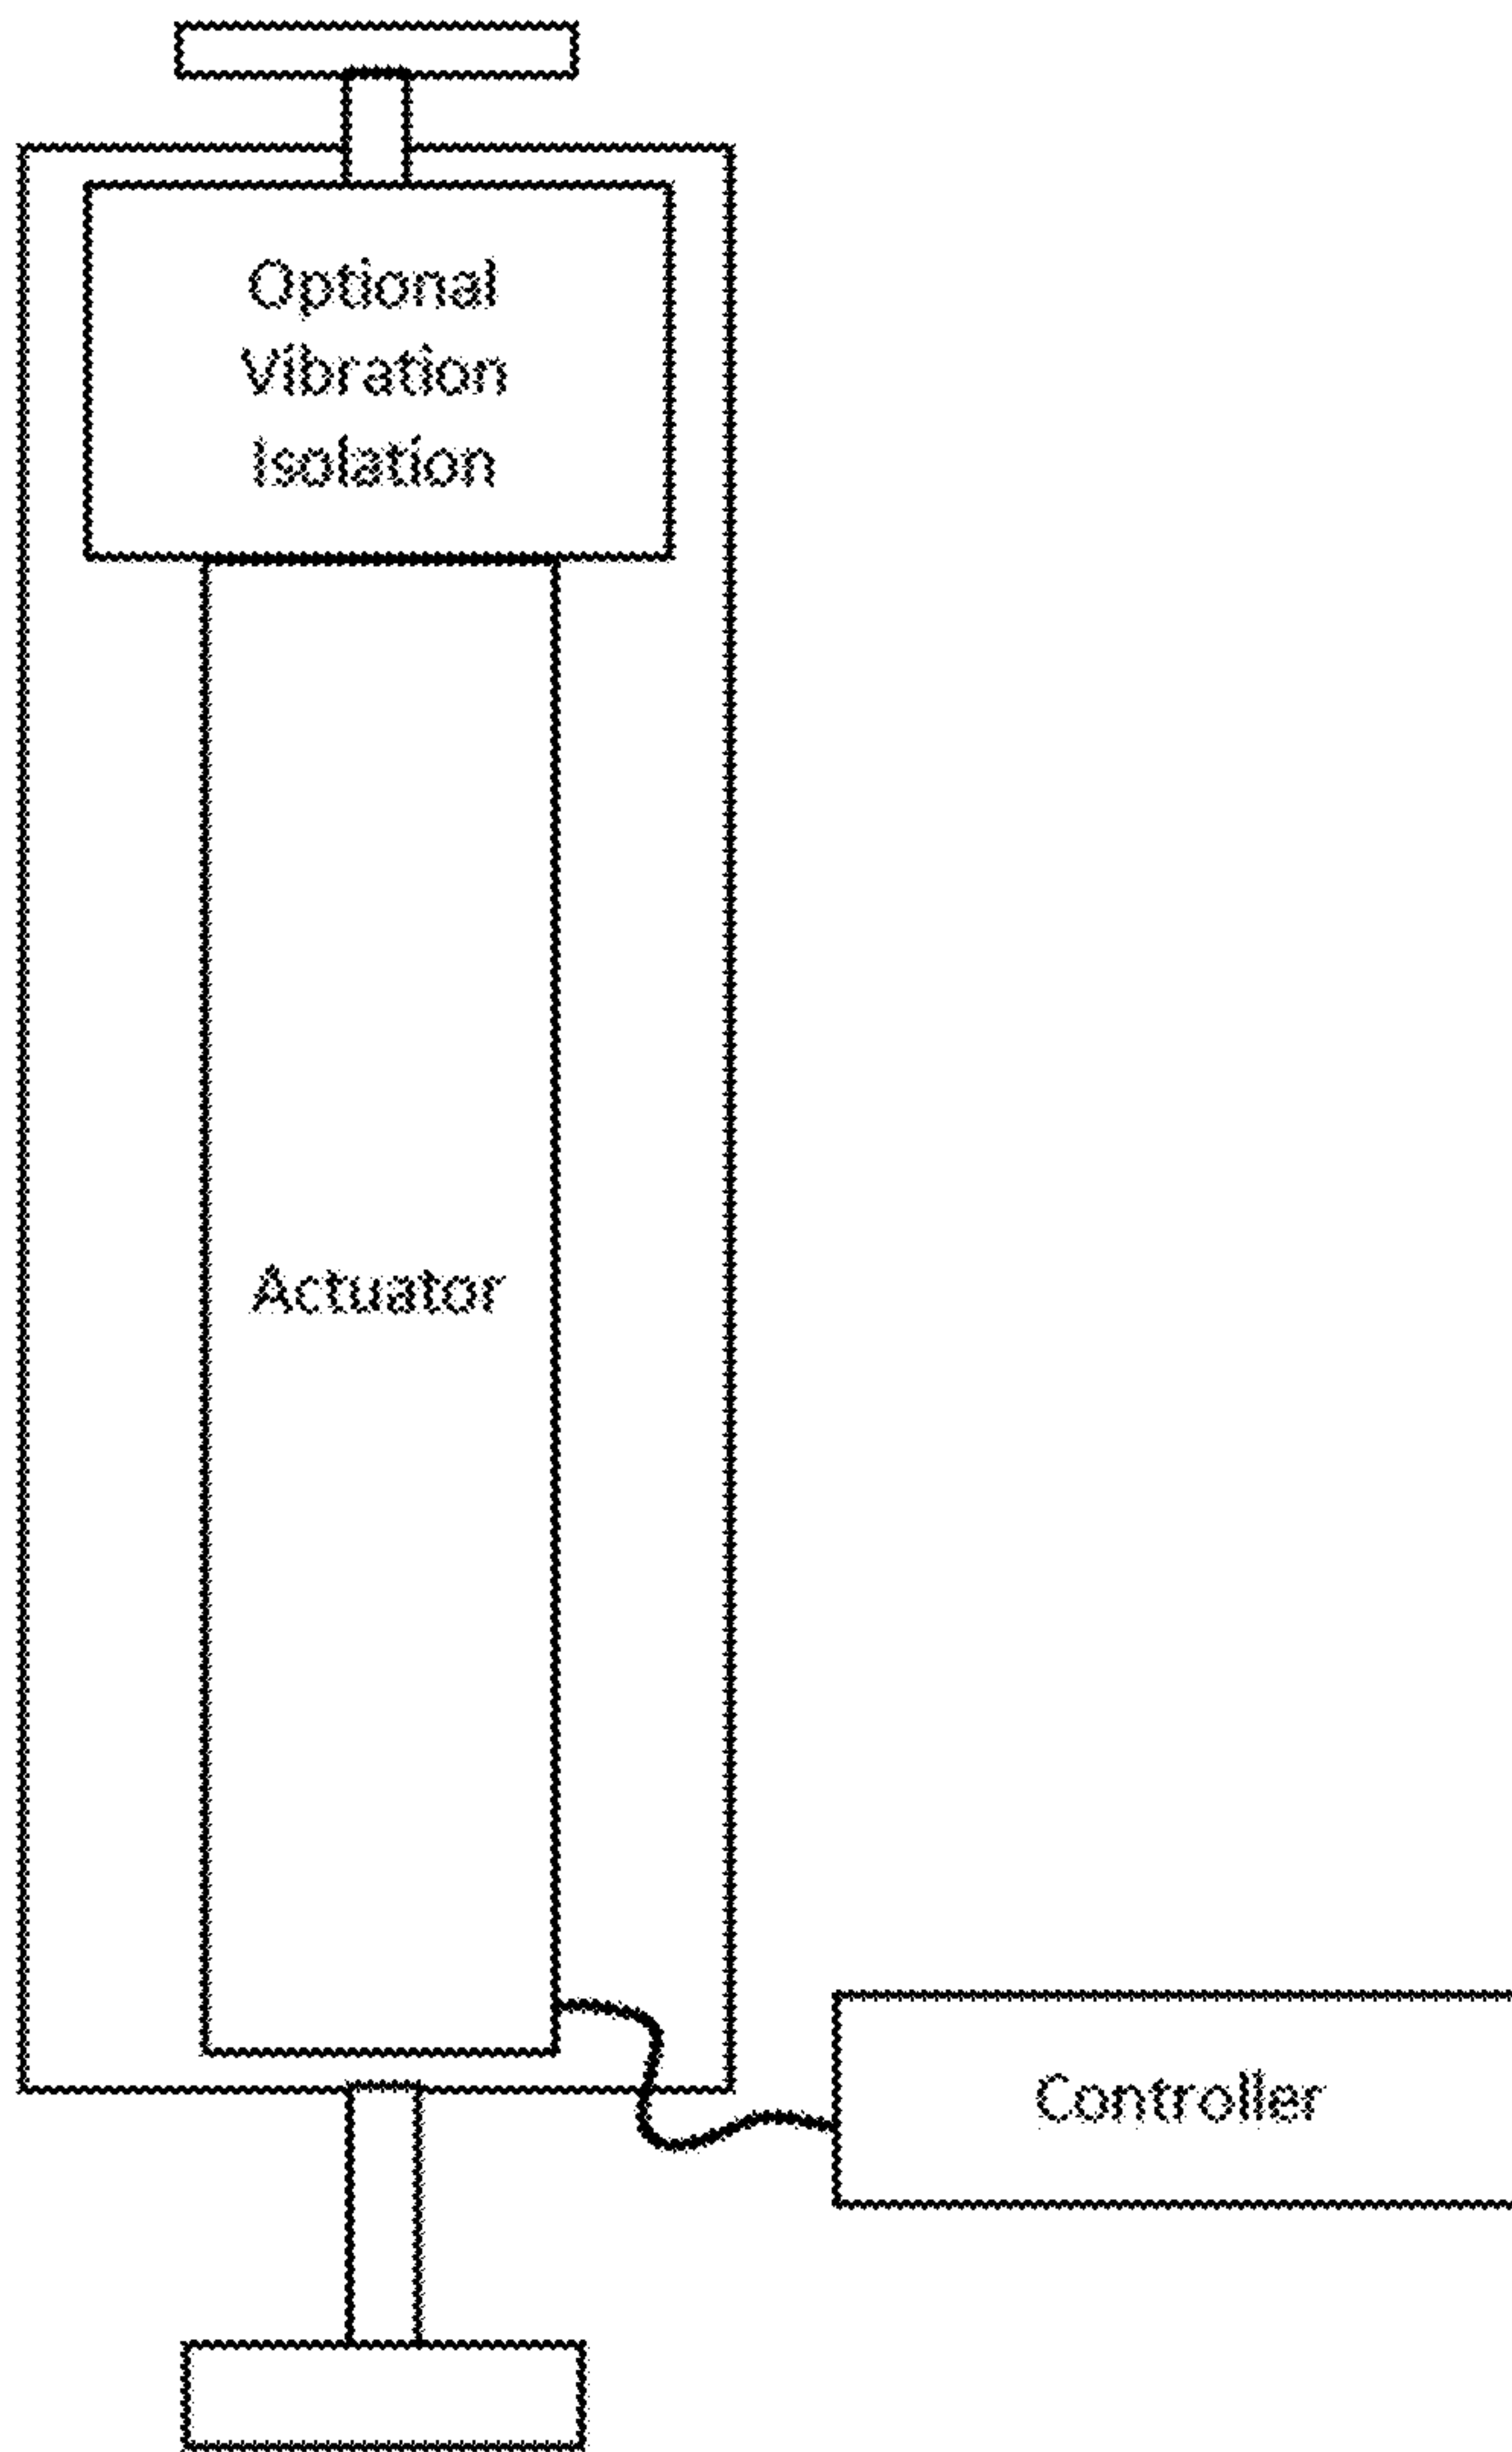 Optional
Vibration
Isolation
Actuator
Controller